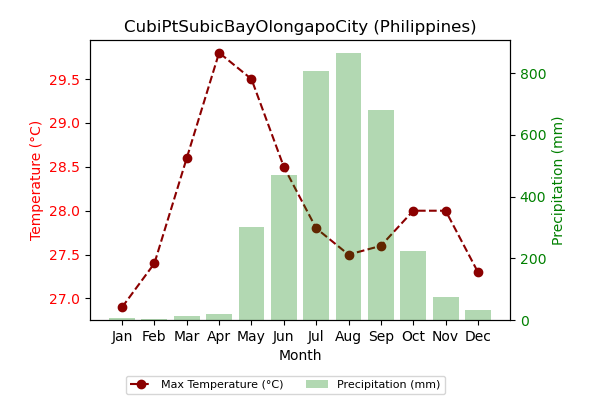 CubiPtSubicBayOlongapoCity (Philippines)
Temperature (°C)
29.5
29.0
28.5
28.0
27.5
27.0
800
600
400
200
0
Precipitation (mm)
Jan Feb Mar Apr May Jun Jul Aug Sep Oct Nov Dec
Month
Max Temperature (°C) Precipitation (mm)